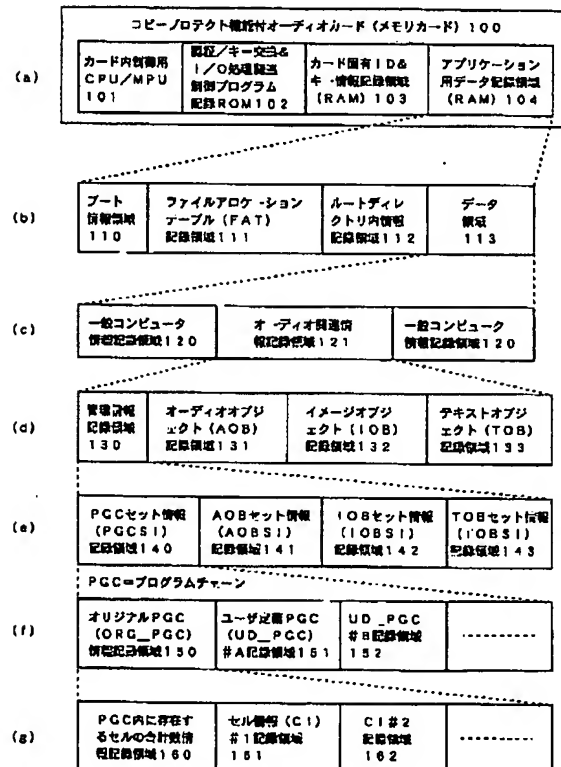 コピープロテクト機能付オーディオカード(メモリカード)100
(a)
カード内制御用
CPU/MPU
101
認証/キー交換&
I/O処理関連
制御プログラム
記録ROM102
カード固有ID&
キー情報記録領域
(RAM)103
アプリケーション
用データ記録領域
(RAM)104
(b)
ブート
情報領域
110
ファイルアロケーション
テーブル(FAT)
記録領域111
ルートディレ
クトリ内情報
記録領域112
データ
領域
113
(c)
一般コンピュータ
情報記録領域120
オーディオ関連情
報記録領域121
一般コンピュータ
情報記録領域120
(d)
管理情報
記録領域
130
オーディオオブジ
ェクト(AOB)
記録領域131
イメージオブジ
ェクト(IOB)
記録領域132
テキストオブジ
ェクト(TOB)
記録領域133
(e)
PGCセット情報
(PGCSI)
記録領域140
AOBセット情報
(AOBSI)
記録領域141
IOBセット情報
(IOBSI)
記録領域142
TOBセット情報
(TOBSI)
記録領域143
PGC=プログラムチェーン
(f)
オリジナルPGC
(ORG_PGC)
情報記録領域150
ユーザ定義PGC
(UD_PGC)
#A記録領域151
UD_PGC
#B記録領域
152
(g)
PGC内に存在す
るセルの合計数情
報記録領域160
セル情報(CI)
#1記録領域
161
CI#2
記録領域
162